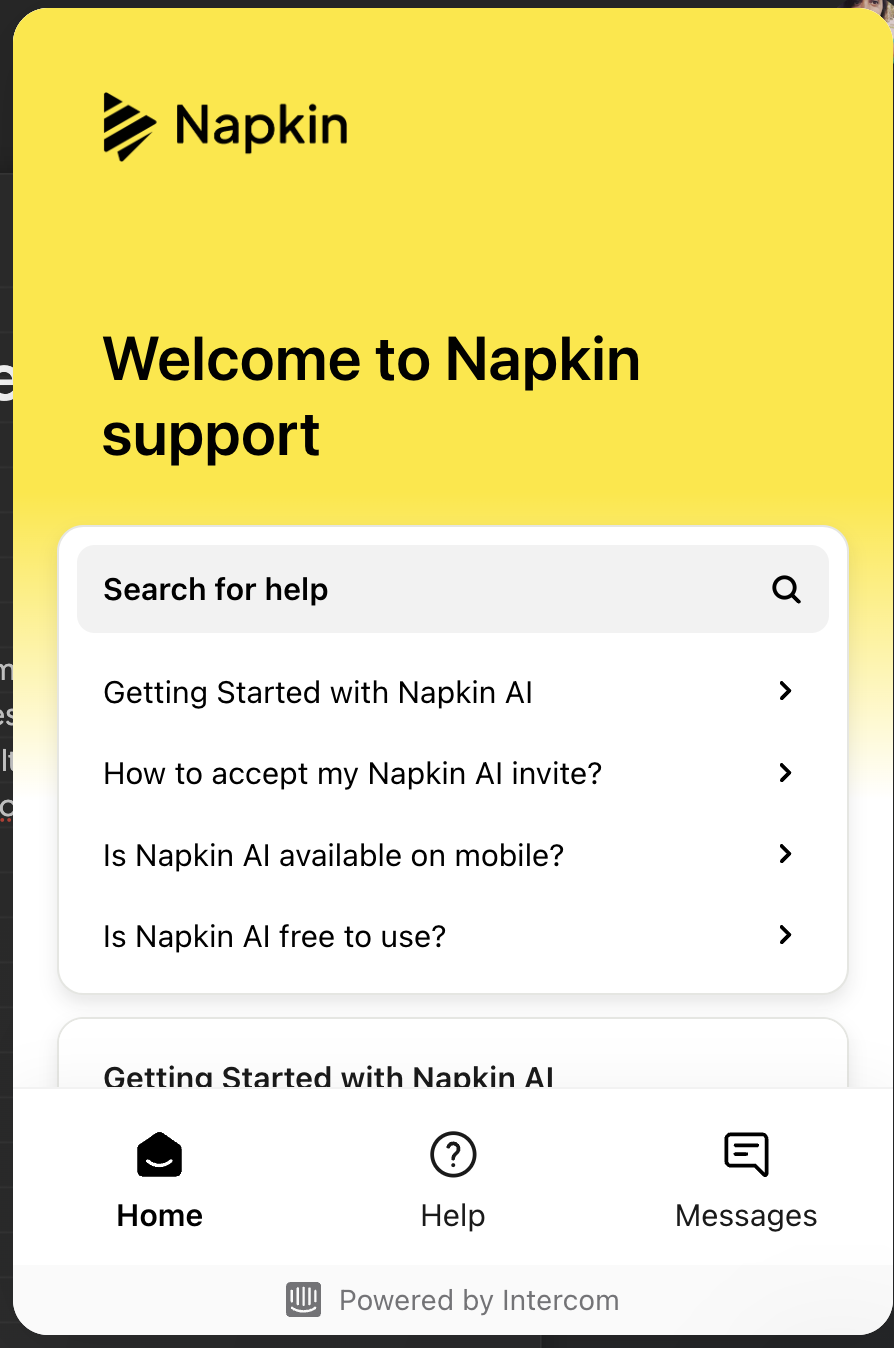 Napkin
Welcome to Napkin
support
Search for help
Getting Started with Napkin AI
How to accept my Napkin AI invite?
Is Napkin AI available on mobile?
Is Napkin AI free to use?
Getting Started with Napkin AI
Home
Help
Messages
Powered by Intercom